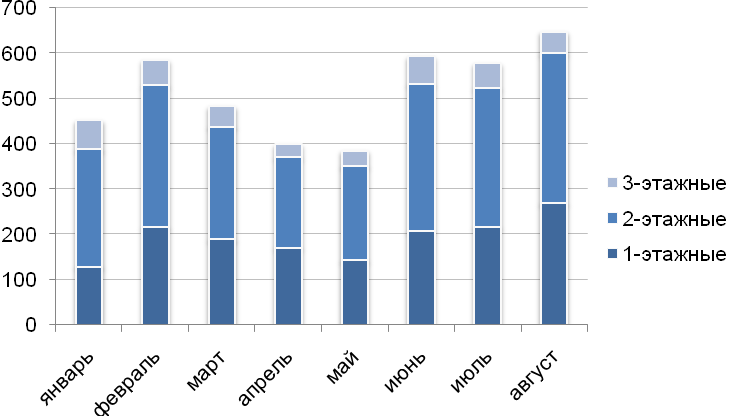 700
600
500
400
300
200
100
0
январь
февраль
март
апрель
май
июнь
июль
август
3-этажные
2-этажные
1-этажные